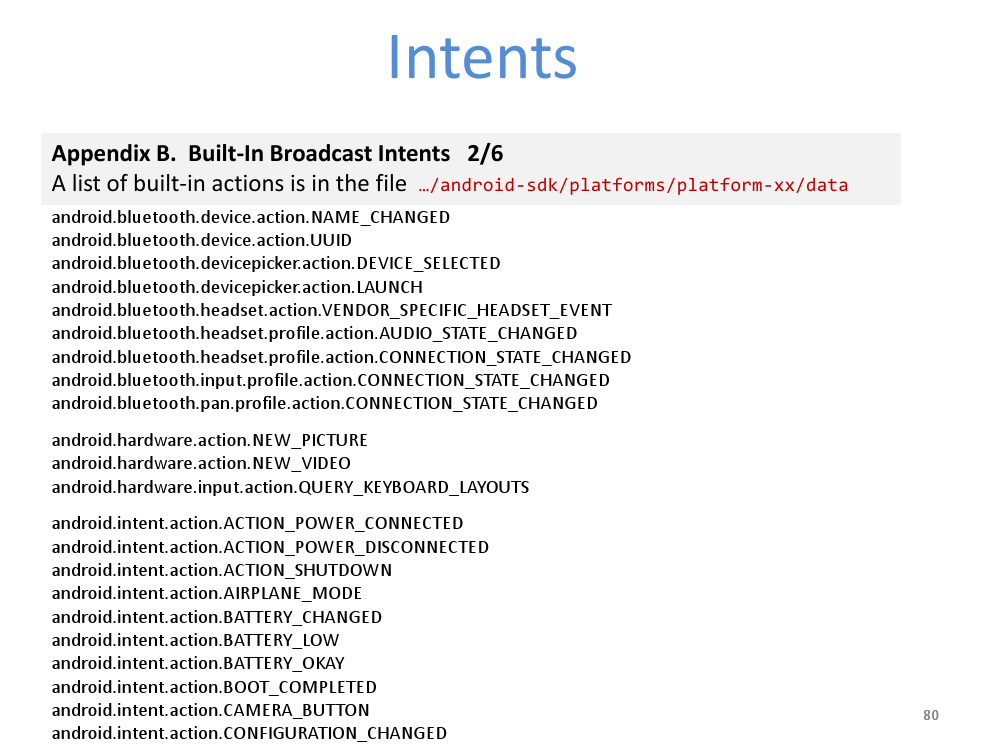 Intents
Appendix B. Built-In Broadcast Intents 2/6
A list of built-in actions is in the file …/android-sdk/platforms/platform-xx/data
android.bluetooth.device.action.NAME_CHANGED
android.bluetooth.device.action.UUID
android.bluetooth.devicepicker.action.DEVICE_SELECTED
android.bluetooth.devicepicker.action.LAUNCH
android.bluetooth.headset.action.VENDOR_SPECIFIC_HEADSET_EVENT
android.bluetooth.headset.profile.action.AUDIO_STATE_CHANGED
android.bluetooth.headset.profile.action.CONNECTION_STATE_CHANGED
android.bluetooth.input.profile.action.CONNECTION_STATE_CHANGED
android.bluetooth.pan.profile.action.CONNECTION_STATE_CHANGED
android.hardware.action.NEW_PICTURE
android.hardware.action.NEW_VIDEO
android.hardware.input.action.QUERY_KEYBOARD_LAYOUTS
android.intent.action.ACTION_POWER_CONNECTED
android.intent.action.ACTION_POWER_DISCONNECTED
android.intent.action.ACTION_SHUTDOWN
android.intent.action.AIRPLANE_MODE
android.intent.action.BATTERY_CHANGED
android.intent.action.BATTERY_LOW
android.intent.action.BATTERY_OKAY
android.intent.action.BOOT_COMPLETED
android.intent.action.CAMERA_BUTTON
android.intent.action.CONFIGURATION_CHANGED
80